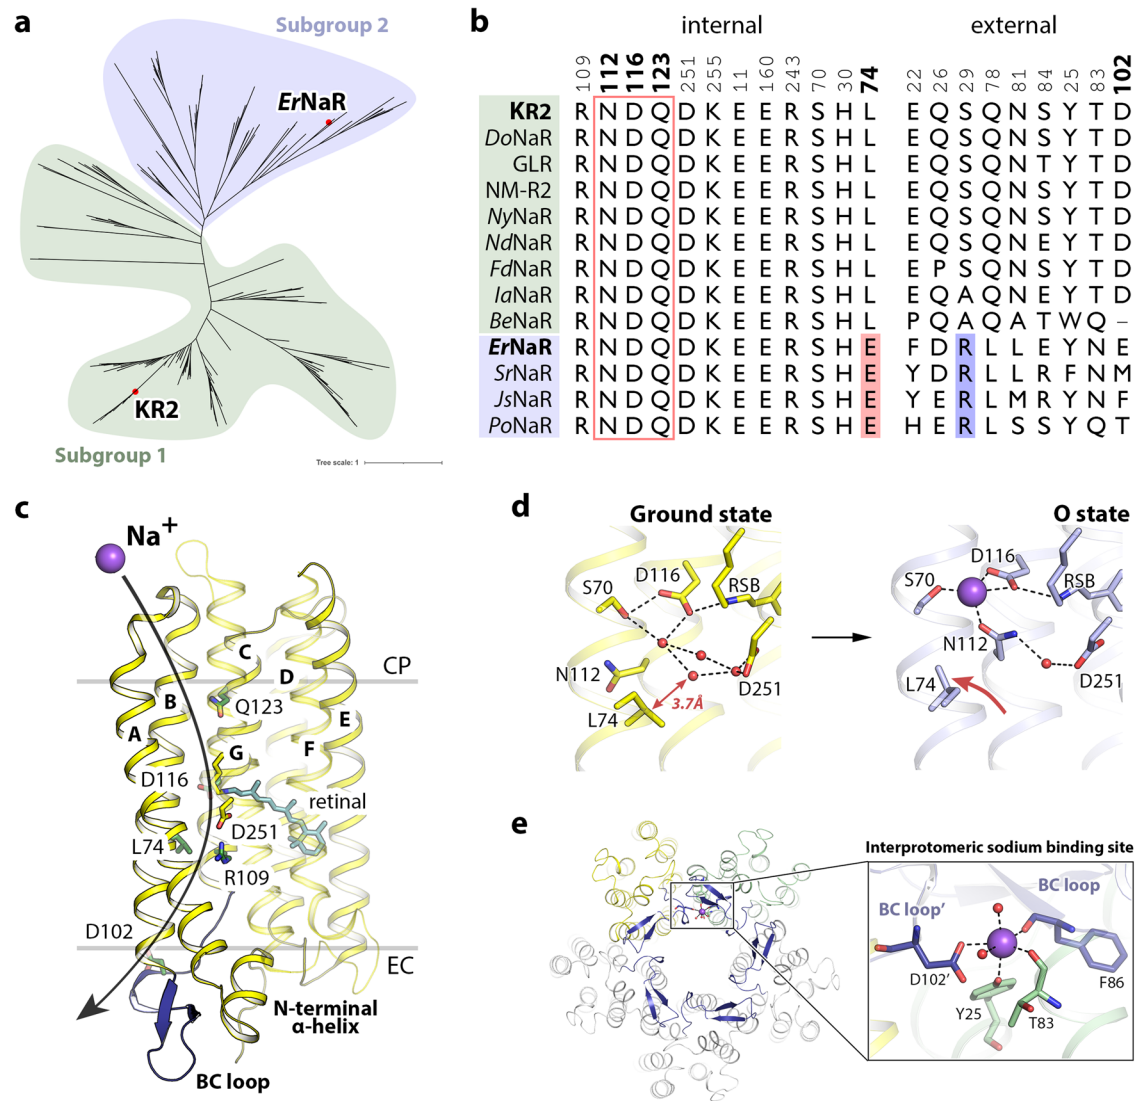 a
Subgroup 2
ErNaR
KR2
Subgroup 1
Tree scale: 1
b
internal external
109 112 116 123 251 255 11 160 243 70 30 74 22 26 29 78 81 84 25 83 102
KR2 R N D Q D K E E R S H L E Q S Q N S Y T D
DoNaR R N D Q D K E E R S H L E Q S Q N S Y T D
GLR R N D Q D K E E R S H L E Q S Q N T Y T D
NM-R2 R N D Q D K E E R S H L E Q S Q N S Y T D
NyNaR R N D Q D K E E R S H L E Q S Q N S Y T D
NdNaR R N D Q D K E E R S H L E Q S Q N E Y T D
FdNaR R N D Q D K E E R S H L E P S Q N S Y T D
IaNaR R N D Q D K E E R S H L E Q A Q N E Y T D
BeNaR R N D Q D K E E R S H L P Q A Q A T W Q –
ErNaR R N D Q D K E E R S H E F D R L L E Y N E
SrNaR R N D Q D K E E R S H E Y D R L L R F N M
JsNaR R N D Q D K E E R S H E Y E R L M R Y N F
PoNaR R N D Q D K E E R S H E H E R L S S Y Q T
c
Na+
C
D
CP
B
Q123
A
E
G
F
D116
retinal
D251
L74
R109
D102
EC
N-terminal
α-helix
BC loop
d
Ground state
O state
S70
D116
RSB
N112
D251
L74
3.7Å
D116
S70
RSB
N112
D251
L74
e
Interprotomeric sodium binding site
BC loop
BC loop′
D102′
F86
Y25
T83